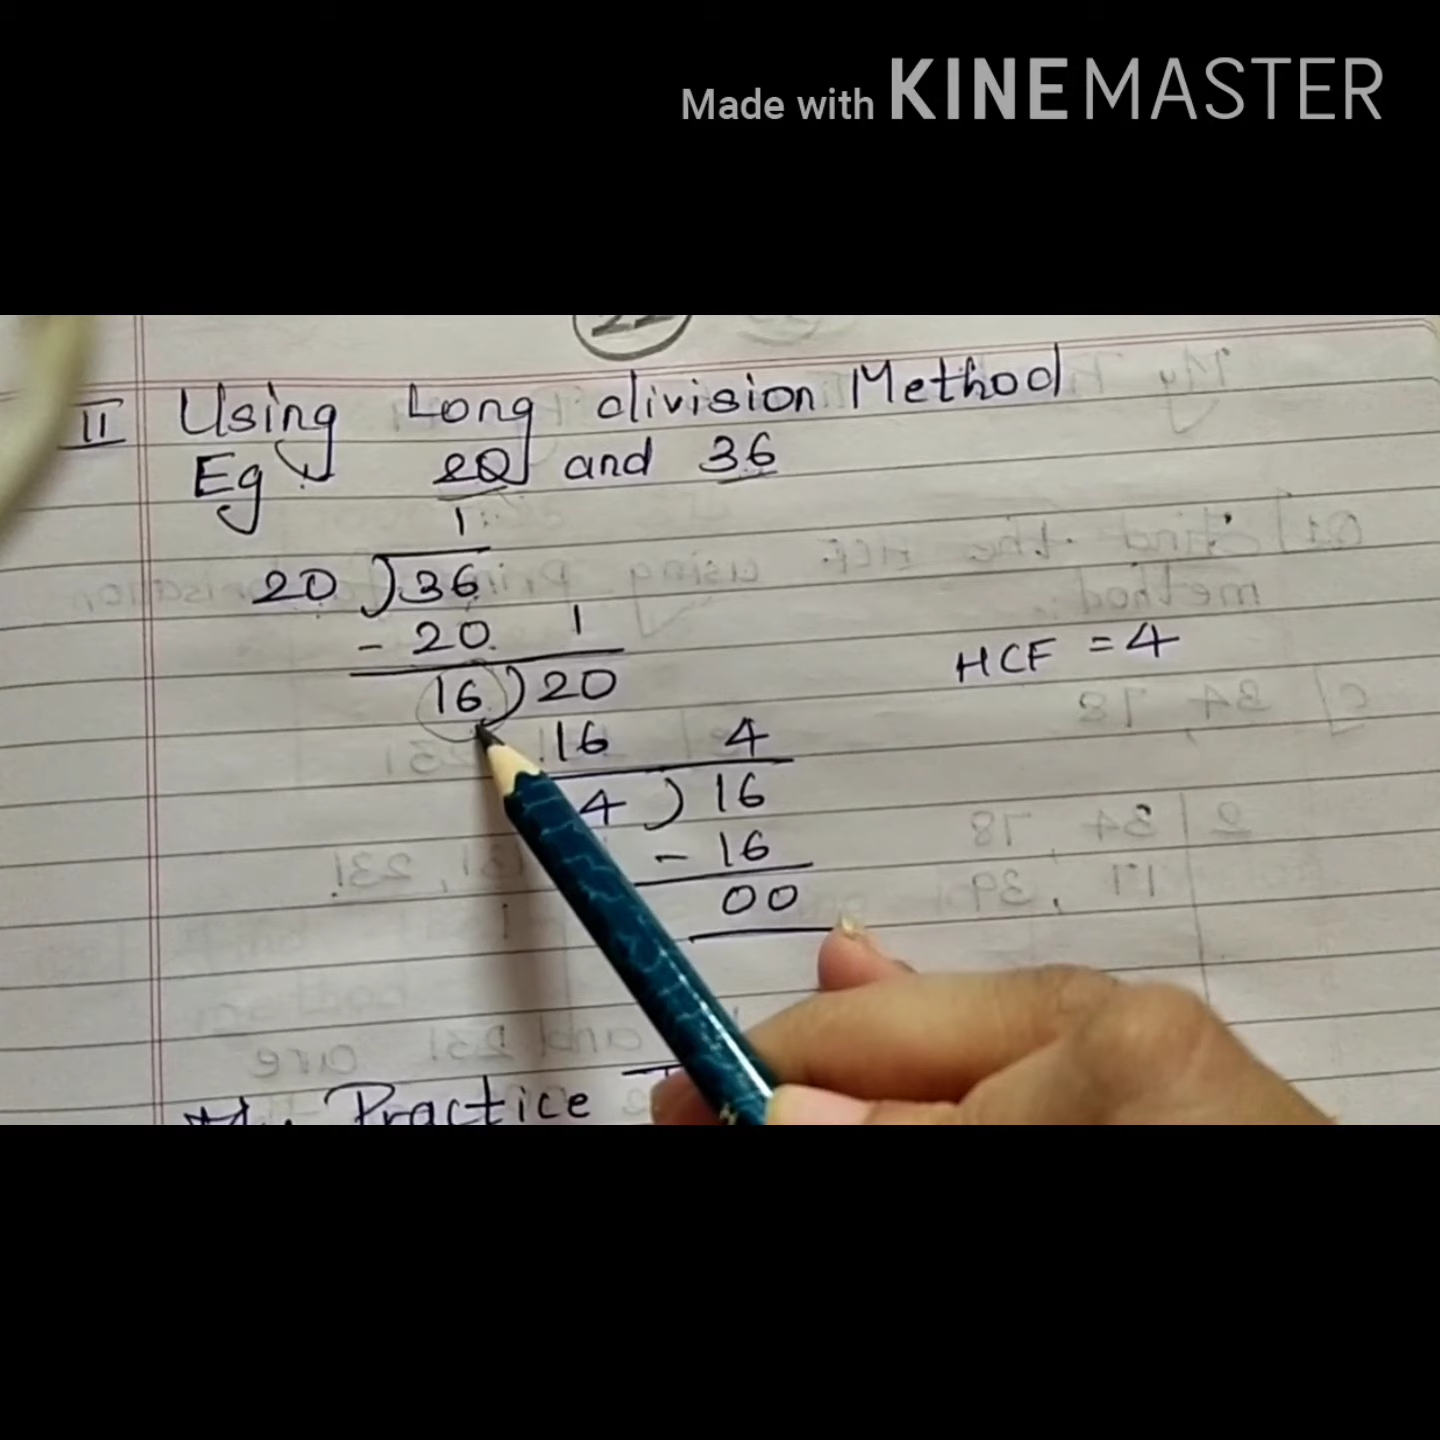 Made with KINEMASTER
II Using Long division Method
Eg 20 and 36
1
20 ) 36
- 20 1
16 ) 20
16 4
4 ) 16
- 16
00
HCF = 4
My Practice